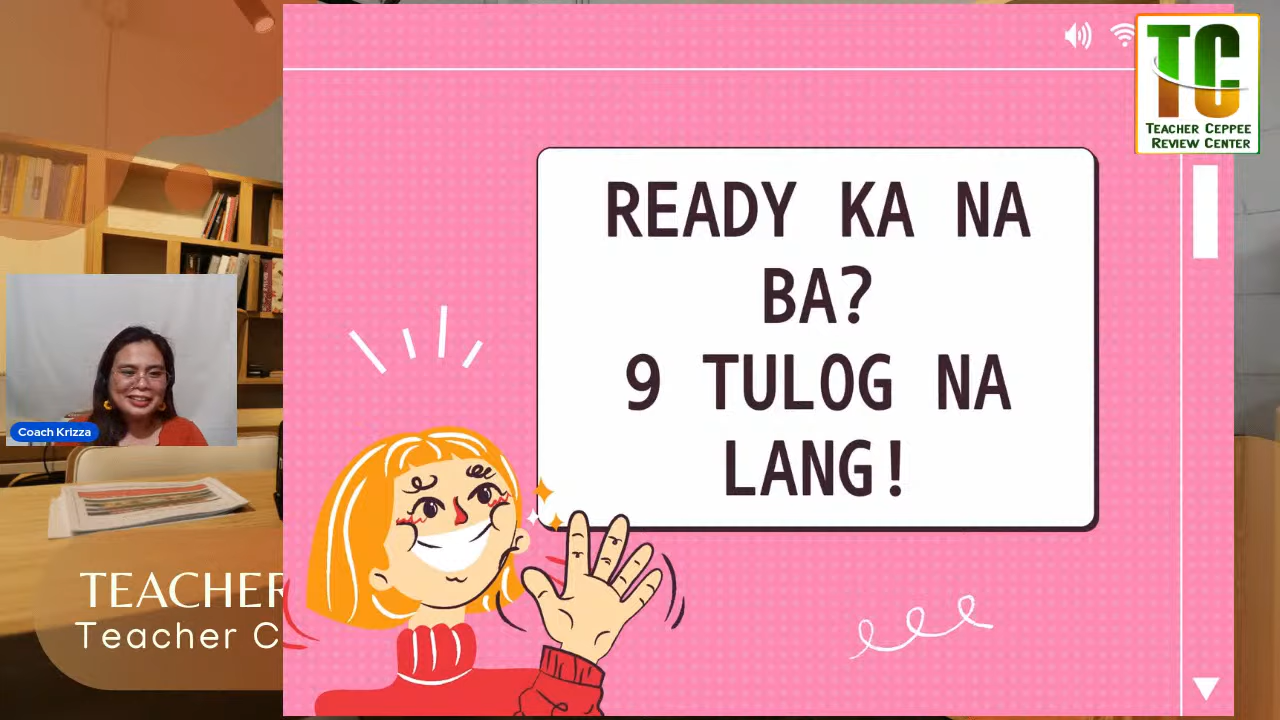 READY KA NA
BA?
9 TULOG NA
LANG!
TC
TEACHER CEPPEE
REVIEW CENTER
Coach Krizza
TEACHER
Teacher C